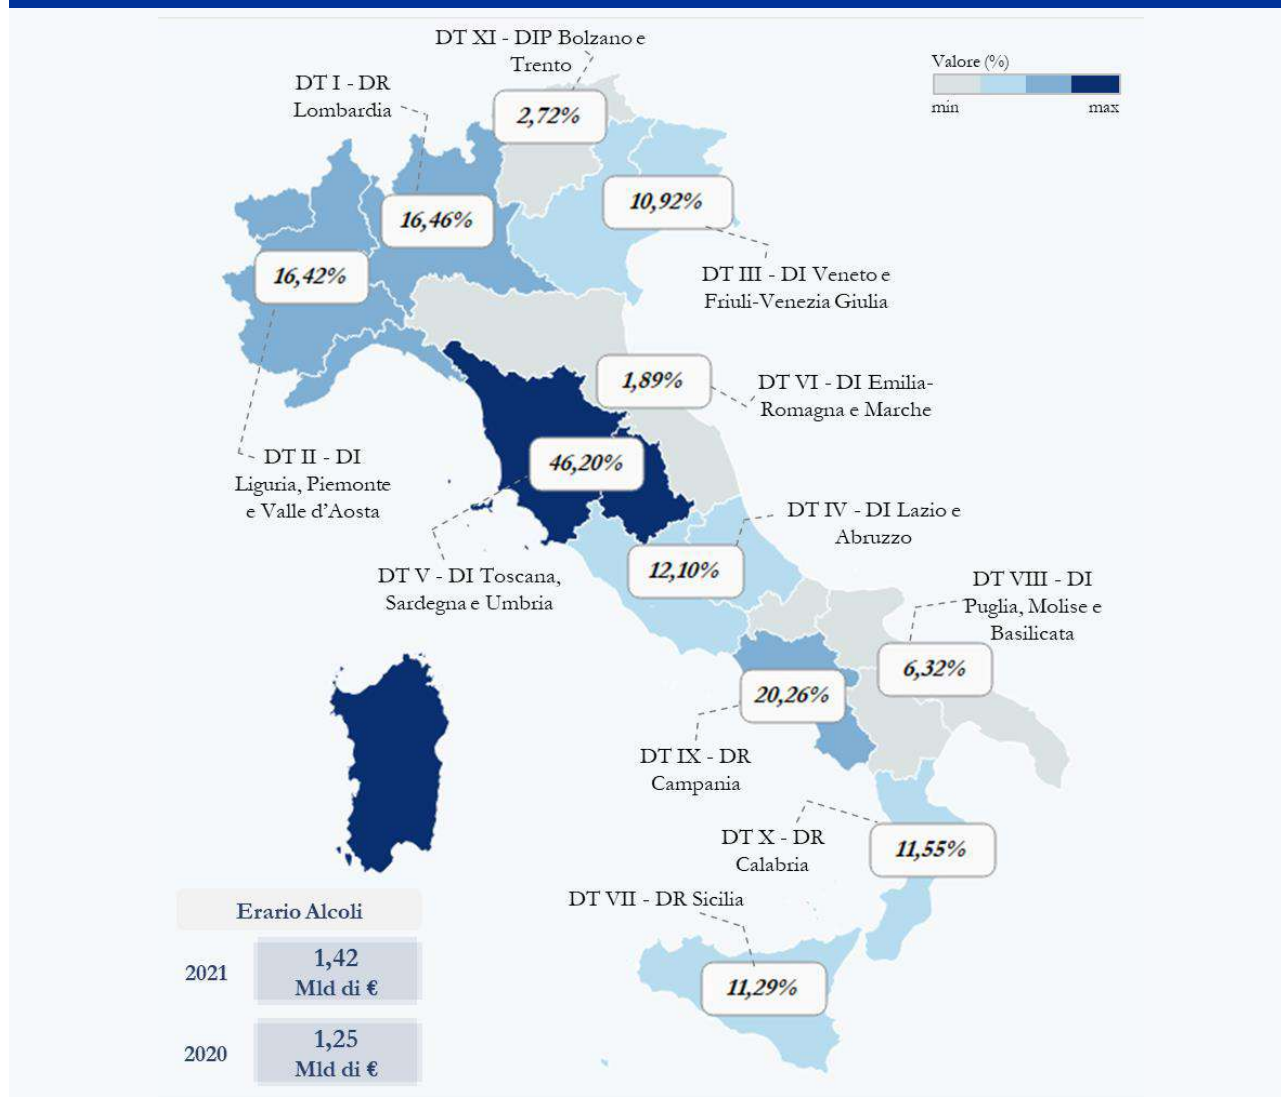 DT XI - DIP Bolzano e
Trento
Valore (%)
min
max
DT I - DR
Lombardia
2,72%
10,92%
16,46%
16,42%
DT III - DI Veneto e
Friuli-Venezia Giulia
1,89%
DT VI - DI Emilia-
Romagna e Marche
DT II - DI
Liguria, Piemonte
e Valle d'Aosta
46,20%
DT IV - DI Lazio e
Abruzzo
12,10%
DT V - DI Toscana,
Sardegna e Umbria
DT VIII - DI
Puglia, Molise e
Basilicata
6,32%
20,26%
DT IX - DR
Campania
DT X - DR
Calabria
11,55%
DT VII - DR Sicilia
11,29%
Erario Alcoli
2021
1,42
Mld di €
2020
1,25
Mld di €